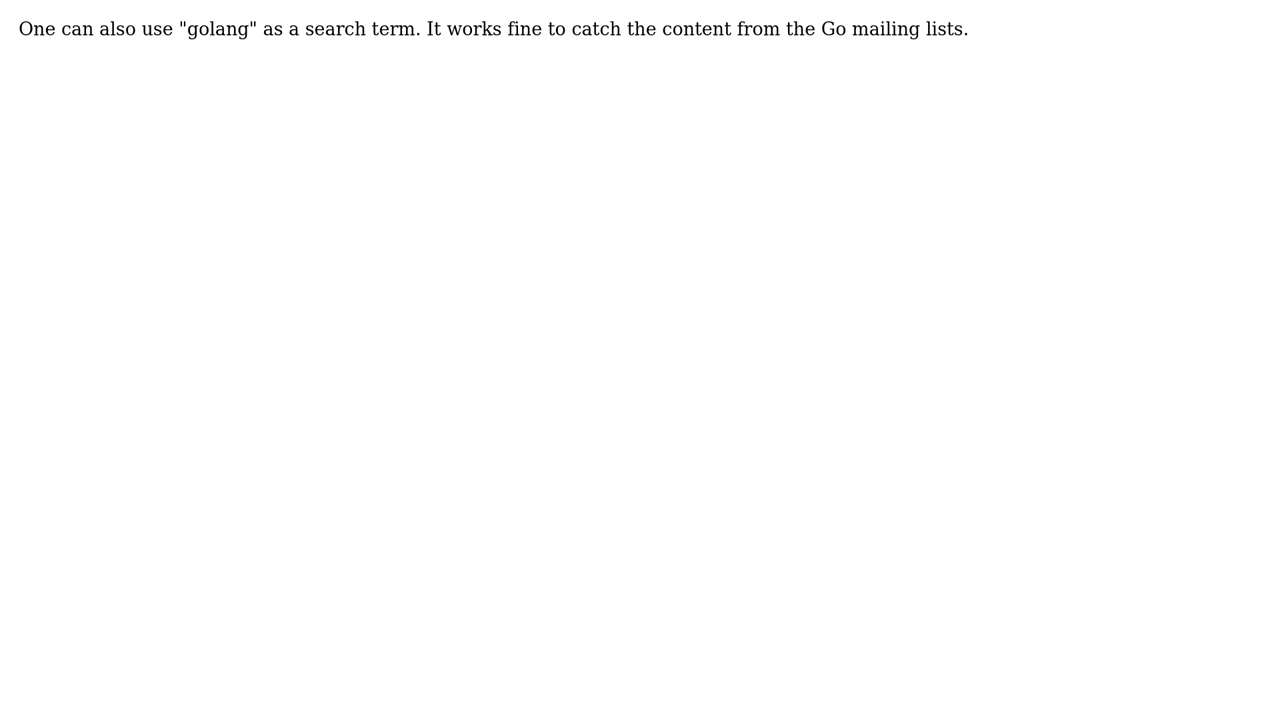 One can also use "golang" as a search term. It works fine to catch the content from the Go mailing lists.